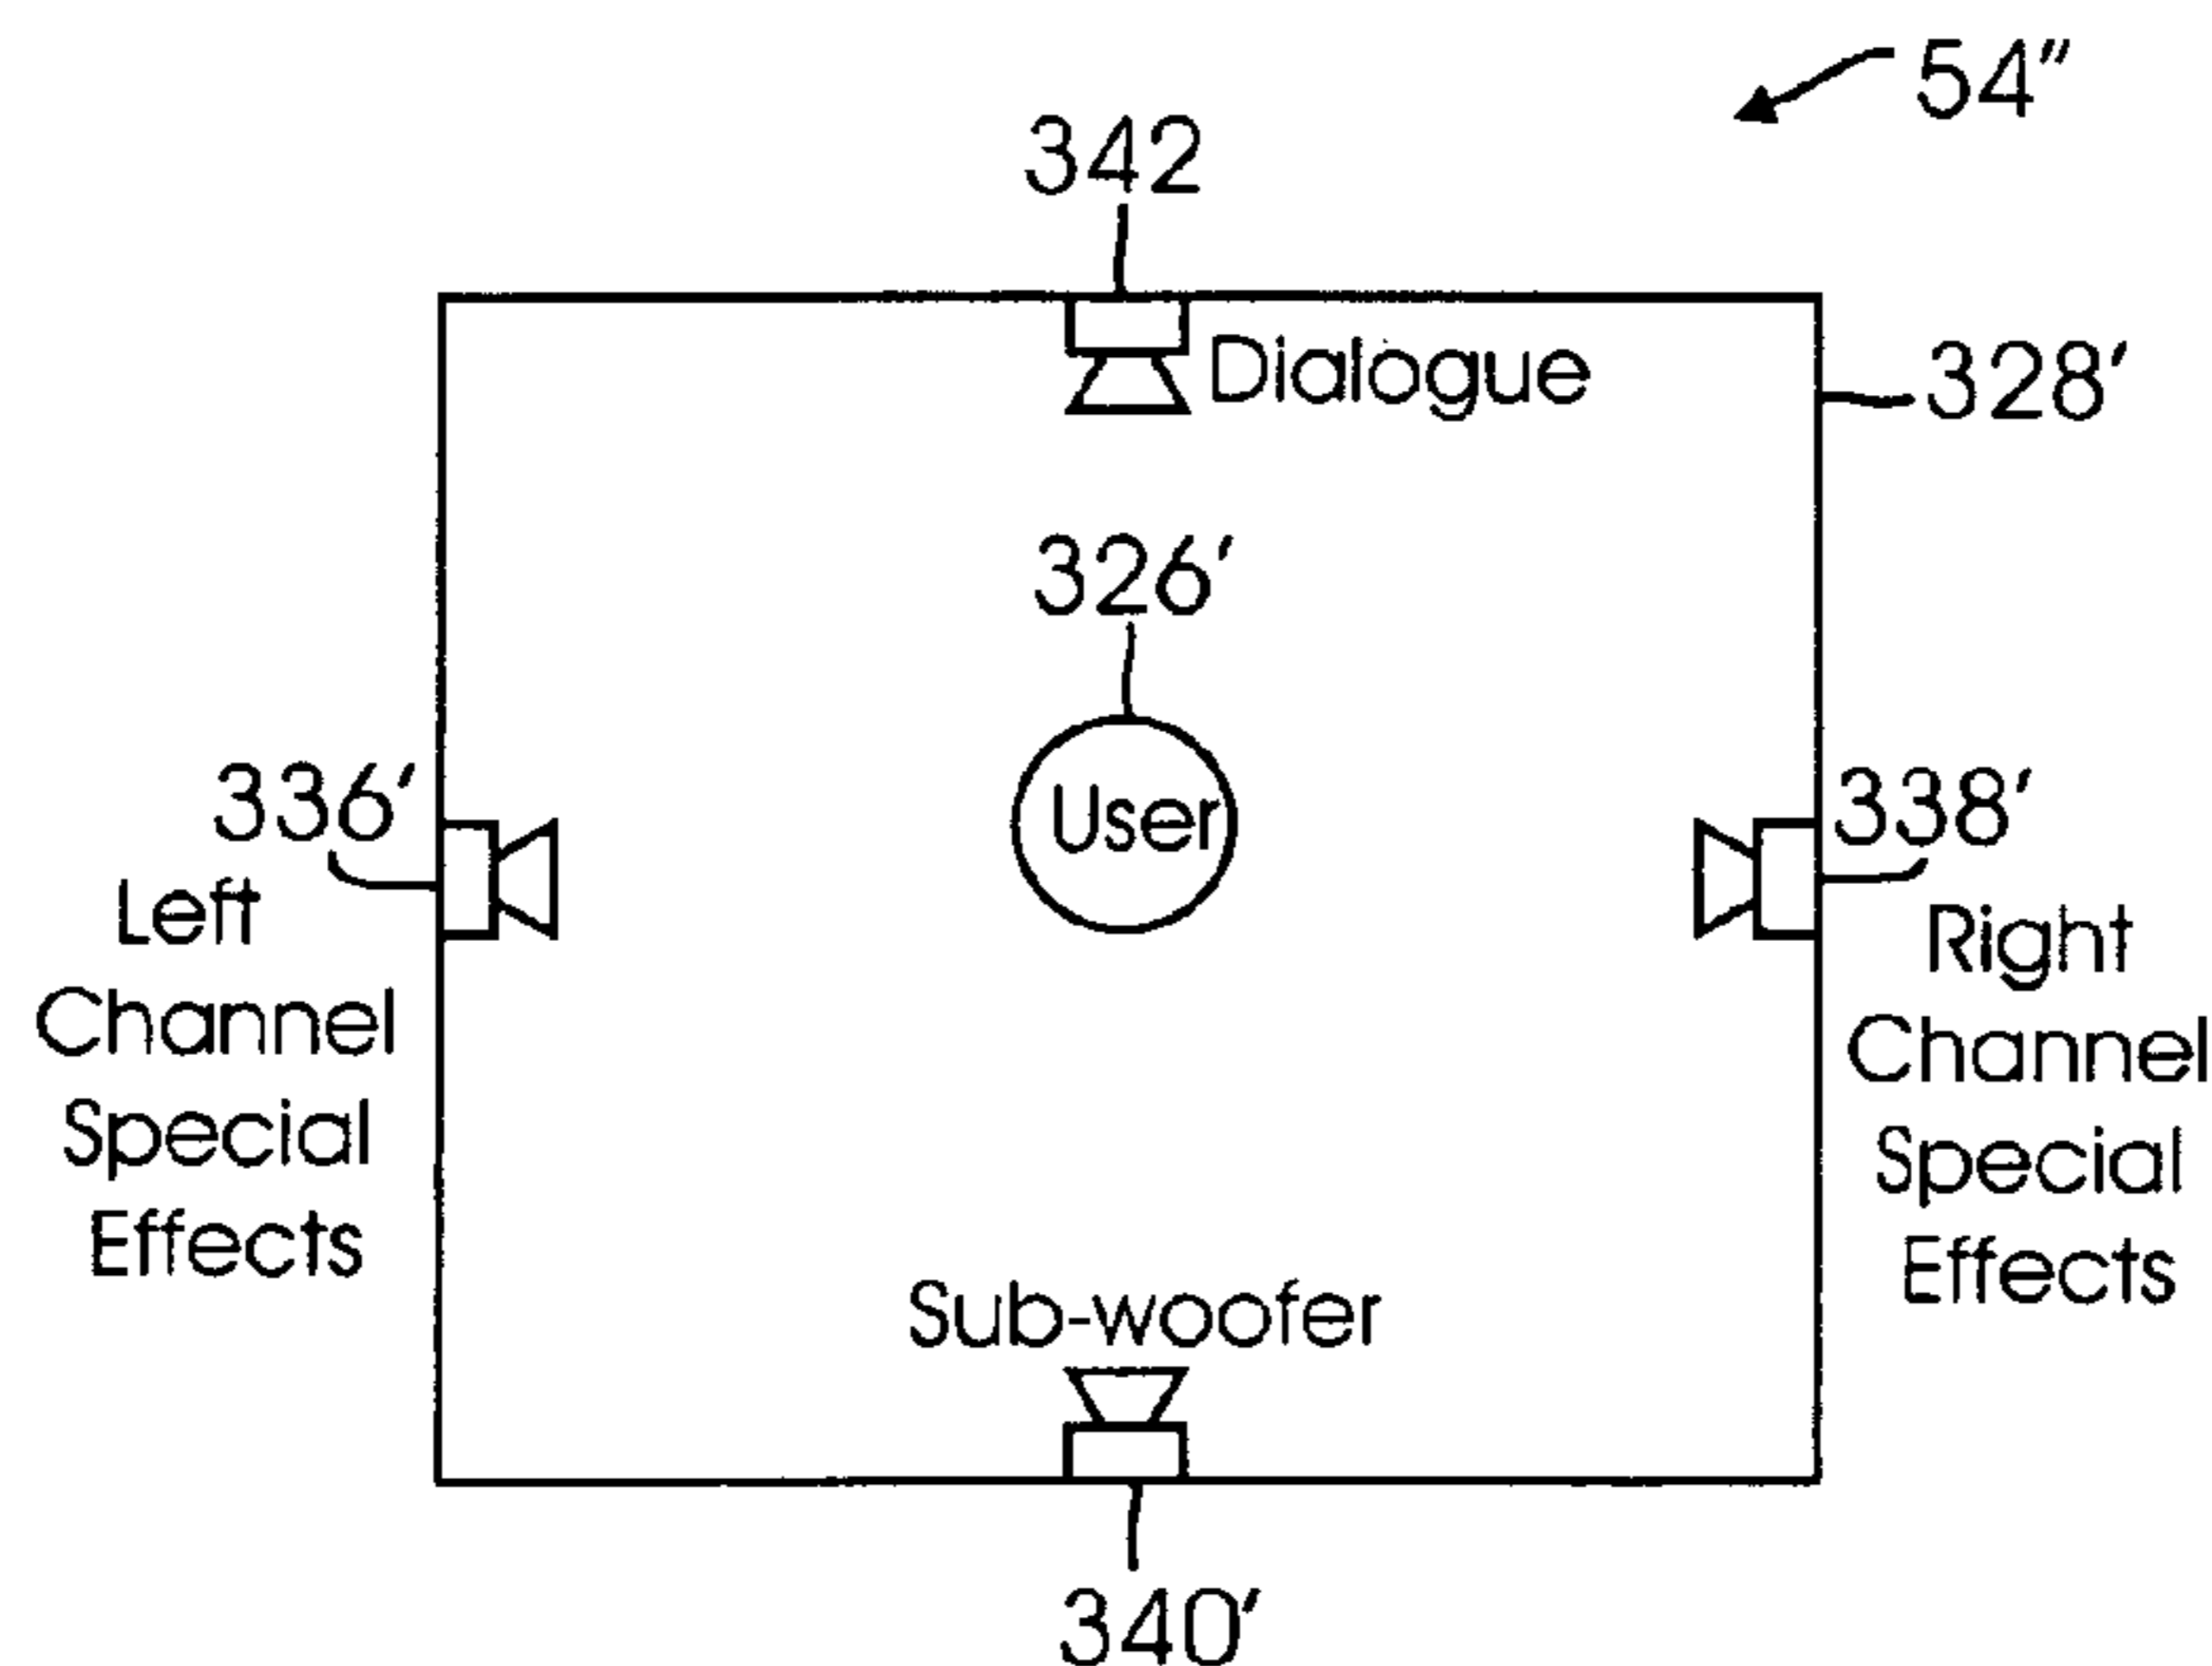 54″
342
Dialogue
328′
326′
User
336′
Left
Channel
Special
Effects
338′
Right
Channel
Special
Effects
Sub-woofer
340′